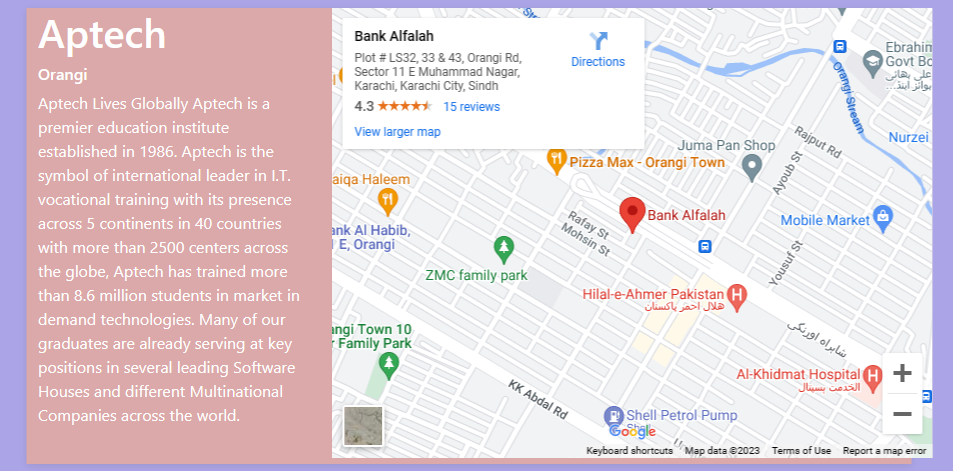 Aptech
Orangi
Aptech Lives Globally Aptech is a
premier education institute
established in 1986. Aptech is the
symbol of international leader in I.T.
vocational training with its presence
across 5 continents in 40 countries
with more than 2500 centers across
the globe, Aptech has trained more
than 8.6 million students in market in
demand technologies. Many of our
graduates are already serving at key
positions in several leading Software
Houses and different Multinational
Companies across the world.
Bank Alfalah
Plot # LS32, 33 & 43, Orangi Rd,
Sector 11 E Muhammad Nagar,
Karachi, Karachi City, Sindh
4.3 15 reviews
View larger map
Directions
Ebrahim
Govt Bo
علی بھائی
بوائز اینڈ...
Orangi Stream
Nurzei
Rajput Rd
Juma Pan Shop
Ayoub St
Pizza Max - Orangi Town
aiqa Haleem
Bank Alfalah
Mobile Market
Rafay St
Mohsin St
ank Al Habib,
E, Orangi
ZMC family park
Yousuf St
Hilal-e-Ahmer Pakistan
ہلال احمر پاکستان
شاہراہ اورنگی
angi Town 10
r Family Park
Al-Khidmat Hospital
الخدمت ہسپتال
KK Abdal Rd
Shell Petrol Pump
Shell
Google
Keyboard shortcuts Map data ©2023 Terms of Use Report a map error